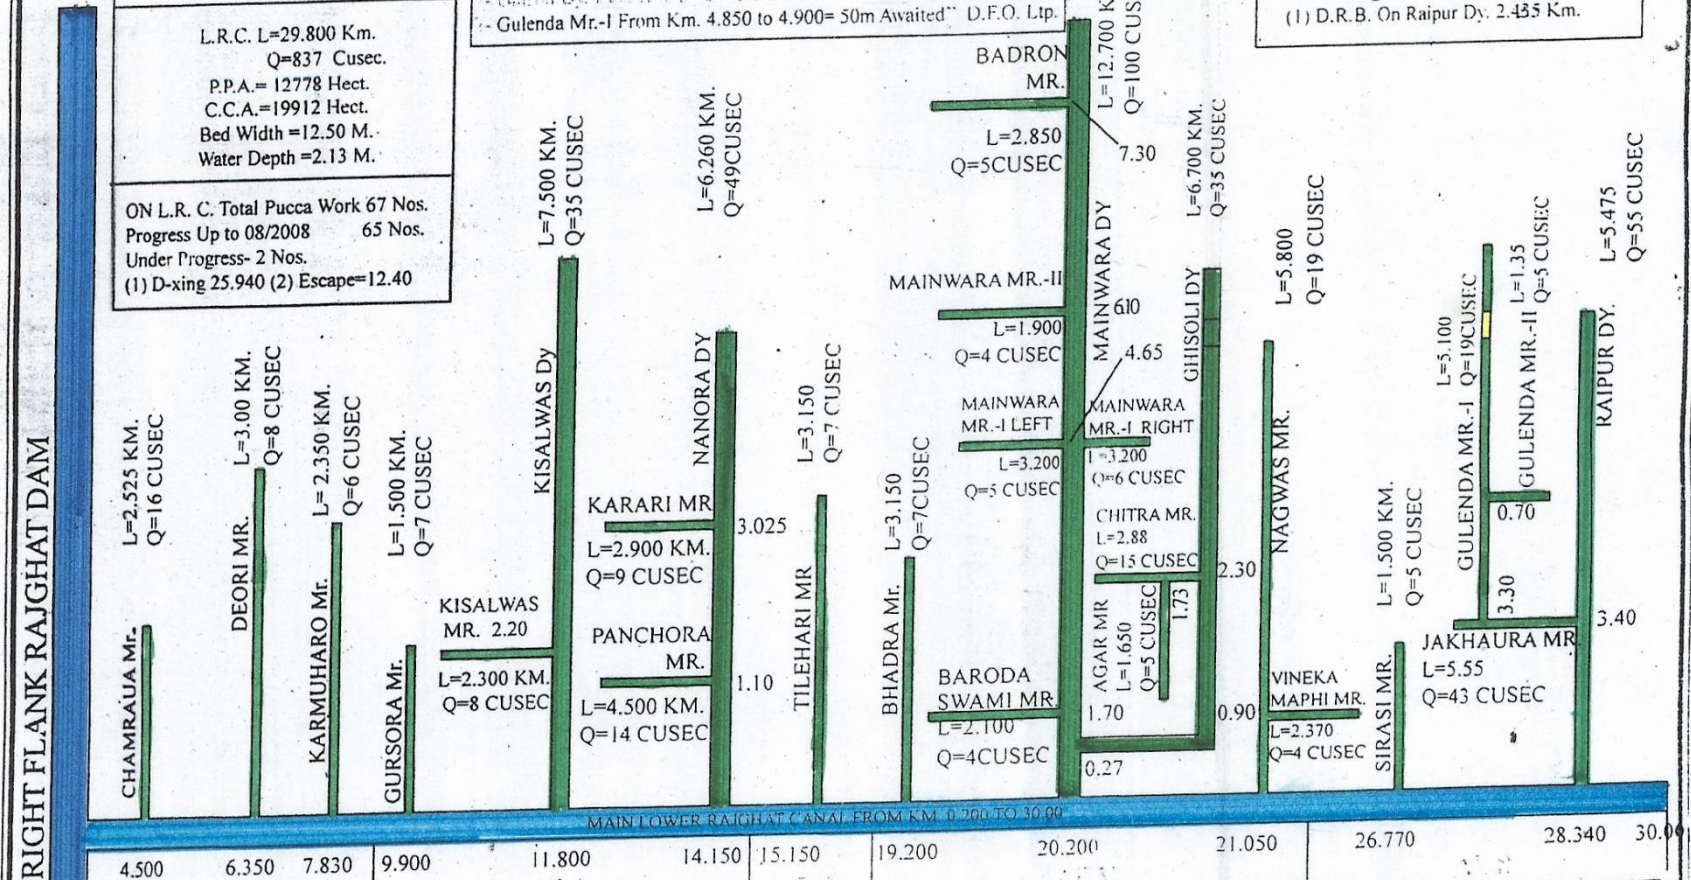 - Gulenda Mr.-I From Km. 4.850 to 4.900= 50m Awaited" D.F.O. Ltp.
(1) D.R.B. On Raipur Dy. 2.435 Km.
L.R.C. L=29.800 Km.
Q=837 Cusec.
P.P.A.= 12778 Hect.
C.C.A.=19912 Hect.
Bed Width =12.50 M.
Water Depth =2.13 M.
ON L.R. C. Total Pucca Work 67 Nos.
Progress Up to 08/2008 65 Nos.
Under Progress- 2 Nos.
(1) D-xing 25.940 (2) Escape=12.40
RIGHT FLANK RAJGHAT DAM
CHAMRAUA Mr.
L=2.525 KM.
Q=16 CUSEC
DEORI MR.
L=3.00 KM.
Q=8 CUSEC
KARMUHARO Mr.
L= 2.350 KM.
Q=6 CUSEC
GURSORA Mr.
L=1.500 KM.
Q=7 CUSEC
KISALWAS Dy
L=7.500 KM.
Q=35 CUSEC
KISALWAS
MR. 2.20
L=2.300 KM.
Q=8 CUSEC
NANORA DY
L=6.260 KM.
Q=49CUSEC
KARARI MR
3.025
L=2.900 KM.
Q=9 CUSEC
PANCHORA
MR.
1.10
L=4.500 KM.
Q=14 CUSEC
TILEHARI MR
L=3.150
Q=7 CUSEC
BHADRA Mr.
L=3.150
Q=7CUSEC
MAINWARA DY
L=12.700 K
Q=100 CUS
BADRON
MR.
L=2.850
Q=5CUSEC
7.30
MAINWARA MR.-II
6.10
L=1.900
Q=4 CUSEC
4.65
MAINWARA
MR.-I LEFT
L=3.200
Q=5 CUSEC
MAINWARA
MR.-I RIGHT
L=3.200
Q=6 CUSEC
BARODA
SWAMI MR.
1.70
L=2.100
Q=4CUSEC
0.27
GHISOLI DY
L=6.700 KM.
Q=35 CUSEC
CHITRA MR.
L=2.88
Q=15 CUSEC
2.30
AGAR MR
L=1.650
Q=5 CUSEC
1.73
NAGWAS MR.
L=5.800
Q=19 CUSEC
0.90
VINEKA
MAPHI MR.
L=2.370
Q=4 CUSEC
SIRASI MR.
L=1.500 KM.
Q=5 CUSEC
GULENDA MR.-I
L=5.100
Q=19CUSEC
GULENDA MR.-II
L=1.35
Q=5 CUSEC
0.70
3.30
JAKHAURA MR.
L=5.55
Q=43 CUSEC
3.40
RAIPUR DY.
L=5.475
Q=55 CUSEC
MAIN LOWER RAJGHAT CANAL FROM KM. 0.200 TO 30.00
4.500 6.350 7.830 9.900 11.800 14.150 15.150 19.200 20.200 21.050 26.770 28.340 30.00